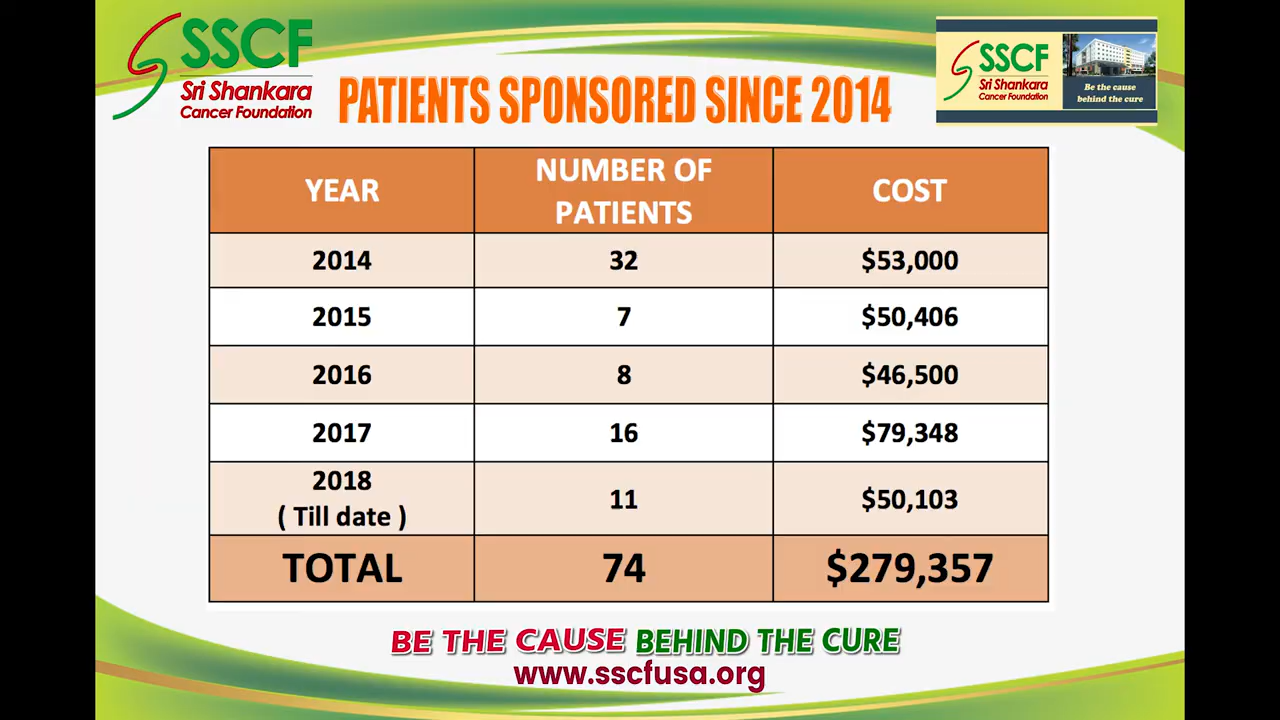 SSCF
Sri Shankara
Cancer Foundation
PATIENTS SPONSORED SINCE 2014
SSCF
Sri Shankara
Cancer Foundation
Be the cause
behind the cure
YEAR NUMBER OF PATIENTS COST
2014 32 $53,000
2015 7 $50,406
2016 8 $46,500
2017 16 $79,348
2018 ( Till date ) 11 $50,103
TOTAL 74 $279,357
BE THE CAUSE BEHIND THE CURE
www.sscfusa.org